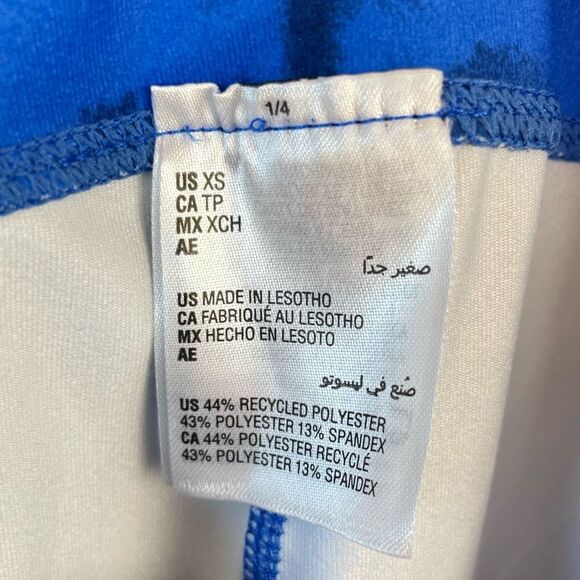 1/4
US XS
CA TP
MX XCH
AE
صغير جدًا
US MADE IN LESOTHO
CA FABRIQUÉ AU LESOTHO
MX HECHO EN LESOTO
AE
صُنع في ليسوتو
US 44% RECYCLED POLYESTER
43% POLYESTER 13% SPANDEX
CA 44% POLYESTER RECYCLÉ
43% POLYESTER 13% SPANDEX